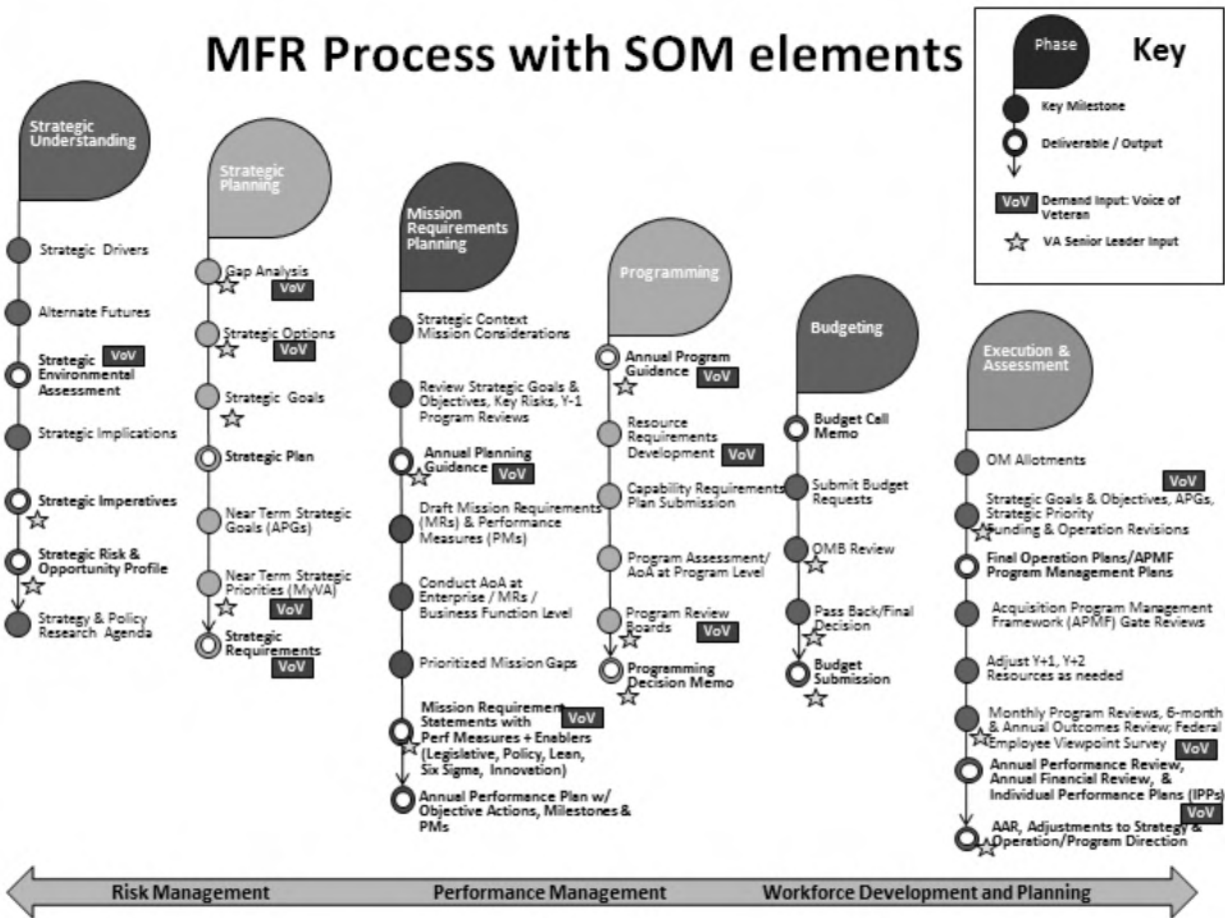 MFR Process with SOM elements
Key
Phase
Key Milestone
Deliverable / Output
VoV
Demand Input: Voice of
Veteran
VA Senior Leader Input
Strategic
Understanding
Strategic Drivers
Alternate Futures
Strategic
VoV
Environmental
Assessment
Strategic Implications
Strategic Imperatives
Strategic Risk &
Opportunity Profile
Strategy & Policy
Research Agenda
Strategic
Planning
Gap Analysis
VoV
Strategic Options
VoV
Strategic Goals
Strategic Plan
Near Term Strategic
Goals (APGs)
Near Term Strategic
Priorities (MyVA)
VoV
Strategic
Requirements
VoV
Mission
Requirements
Planning
Strategic Context
Mission Considerations
Review Strategic Goals &
Objectives, Key Risks, Y-1
Program Reviews
Annual Planning
Guidance
VoV
Draft Mission Requirements
(MRs) & Performance
Measures (PMs)
Conduct AoA at
Enterprise / MRs /
Business Function Level
Prioritized Mission Gaps
Mission Requirement
VoV
Statements with
Perf Measures + Enablers
(Legislative, Policy, Lean,
Six Sigma, Innovation)
Annual Performance Plan w/
Objective Actions, Milestones &
PMs
Programming
Annual Program
Guidance
VoV
Resource
Requirements
Development
VoV
Capability Requirements
Plan Submission
Program Assessment/
AoA at Program Level
Program Review
Boards
VoV
Programming
Decision Memo
Budgeting
Budget Call
Memo
Submit Budget
Requests
OMB Review
Pass Back/Final
Decision
Budget
Submission
Execution &
Assessment
OM Allotments
VoV
Strategic Goals & Objectives, APGs,
Strategic Priority
Funding & Operation Revisions
Final Operation Plans/APMF
Program Management Plans
Acquisition Program Management
Framework (APMF) Gate Reviews
Adjust Y+1, Y+2
Resources as needed
Monthly Program Reviews, 6-month
& Annual Outcomes Review; Federal
Employee Viewpoint Survey
VoV
Annual Performance Review,
Annual Financial Review, &
Individual Performance Plans (IPPs)
VoV
AAR, Adjustments to Strategy &
Operation/Program Direction
Risk Management
Performance Management
Workforce Development and Planning